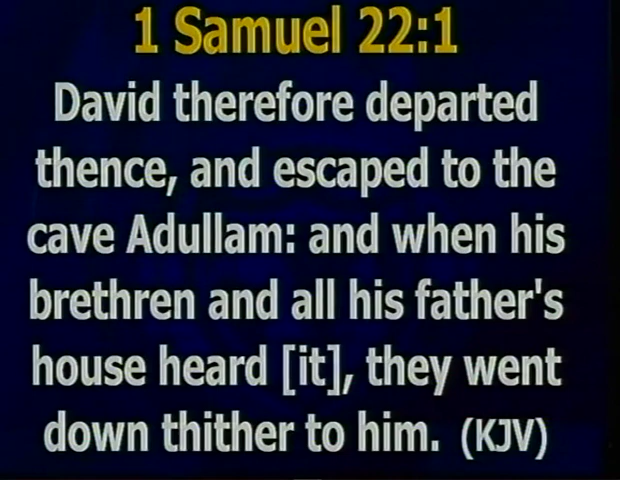 1 Samuel 22:1
David therefore departed
thence, and escaped to the
cave Adullam: and when his
brethren and all his father's
house heard [it], they went
down thither to him. (KJV)